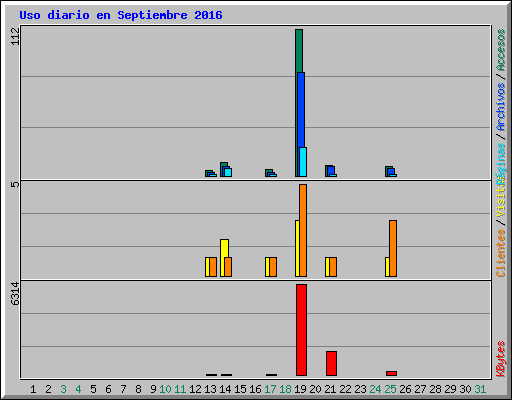 Uso diario en Septiembre 2016
112
5
6314
Accesos
/
Archivos
/
Páginas
Visitas
/
Clientes
KBytes
1 2 3 4 5 6 7 8 9 10 11 12 13 14 15 16 17 18 19 20 21 22 23 24 25 26 27 28 29 30 31